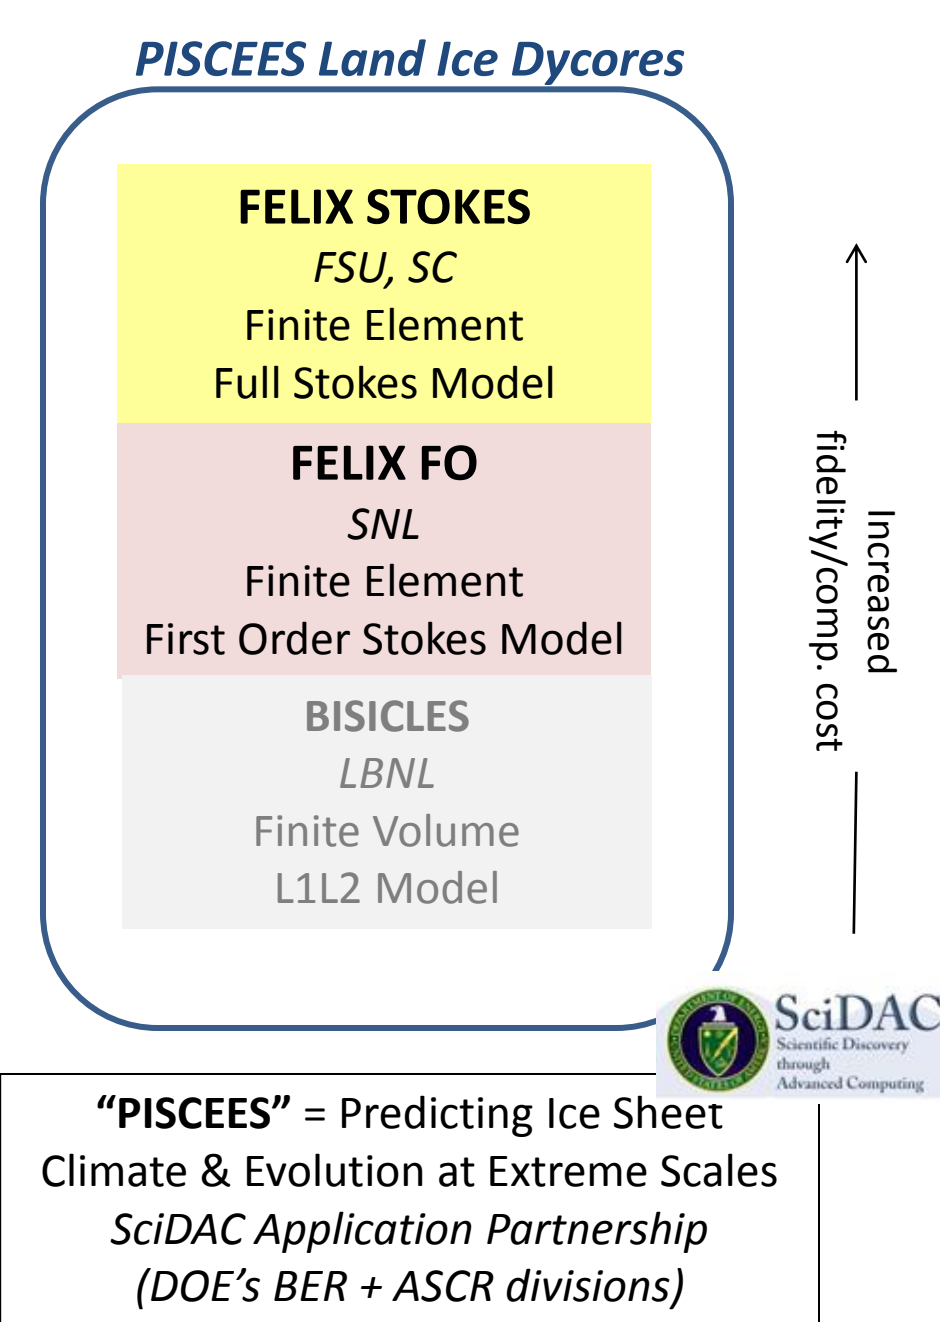 PISCEES Land Ice Dycores
FELIX STOKES
FSU, SC
Finite Element
Full Stokes Model
FELIX FO
SNL
Finite Element
First Order Stokes Model
BISICLES
LBNL
Finite Volume
L1L2 Model
Increased
fidelity/comp. cost
SciDAC
Scientific Discovery
through
Advanced Computing
“PISCEES” = Predicting Ice Sheet
Climate & Evolution at Extreme Scales
SciDAC Application Partnership
(DOE’s BER + ASCR divisions)